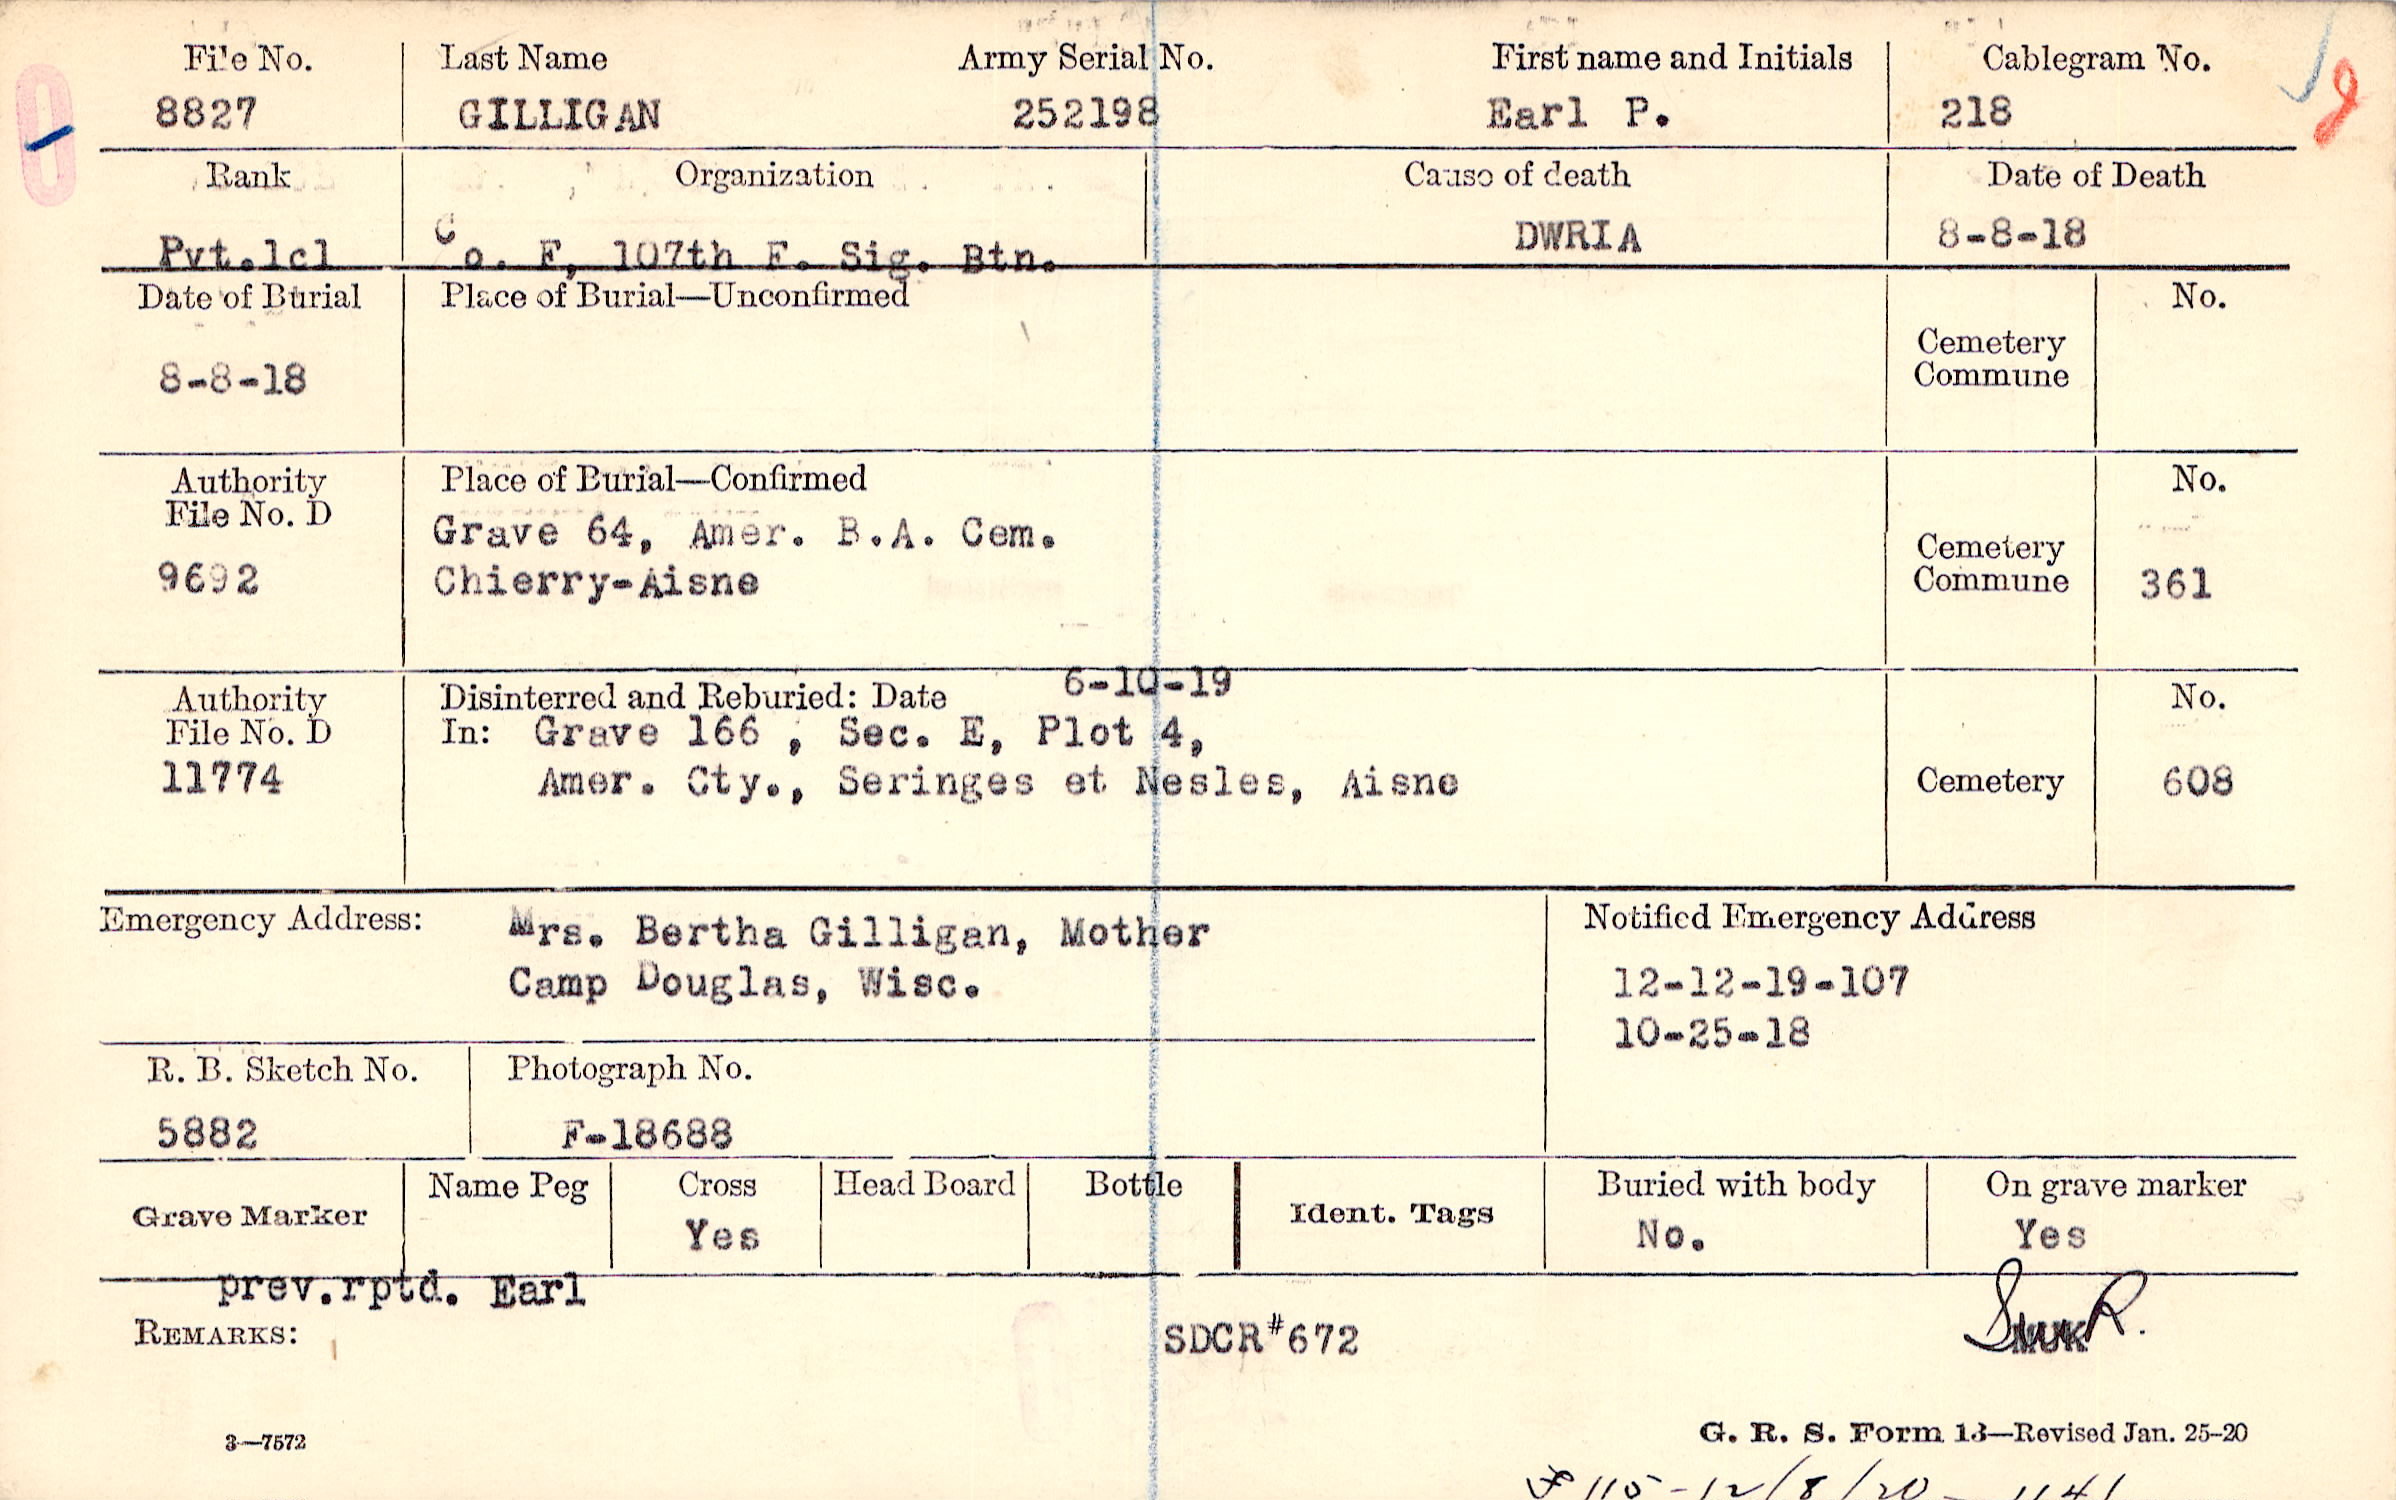 File No. Last Name Army Serial No. First name and Initials Cablegram No.
8827 GILLIGAN 252198 Earl P. 218
Rank Organization Cause of death Date of Death
Pvt.1cl Co. F, 107th F. Sig. Btn. DWRIA 8-8-18
Date of Burial Place of Burial—Unconfirmed No.
Cemetery
Commune
8-8-18
Authority Place of Burial—Confirmed No.
File No. D
Grave 64, Amer. B.A. Cem.
Cemetery
9692 Chierry-Aisne Commune 361
6-10-19
Authority Disinterred and Reburied: Date No.
File No. D In: Grave 166 , Sec. E, Plot 4,
11774 Amer. Cty., Seringes et Nesles, Aisne Cemetery 608
Emergency Address: Mrs. Bertha Gilligan, Mother Notified Emergency Address
Camp Douglas, Wisc. 12-12-19-107
10-25-18
R. B. Sketch No. Photograph No.
5882 F-18688
Grave Marker Name Peg Cross Head Board Bottle Ident. Tags Buried with body On grave marker
Yes No. Yes
prev.rptd. Earl
REMARKS: SDCR#672
3—7572 G. R. S. Form 13—Revised Jan. 25-20